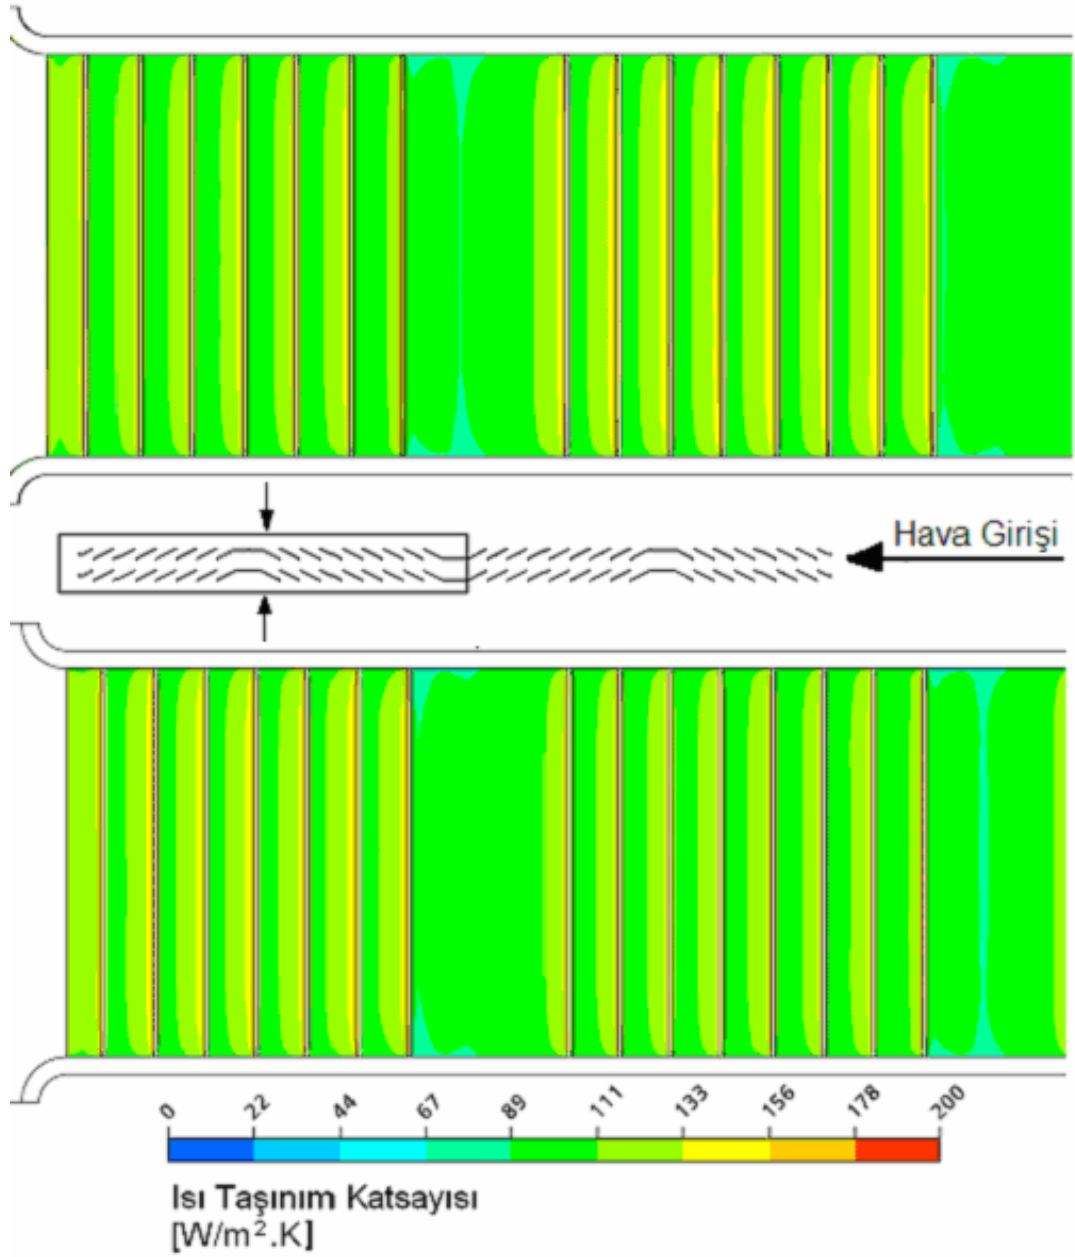 Hava Girişi
0 22 44 67 89 111 133 156 178 200
Isı Taşınım Katsayısı
[W/m².K]